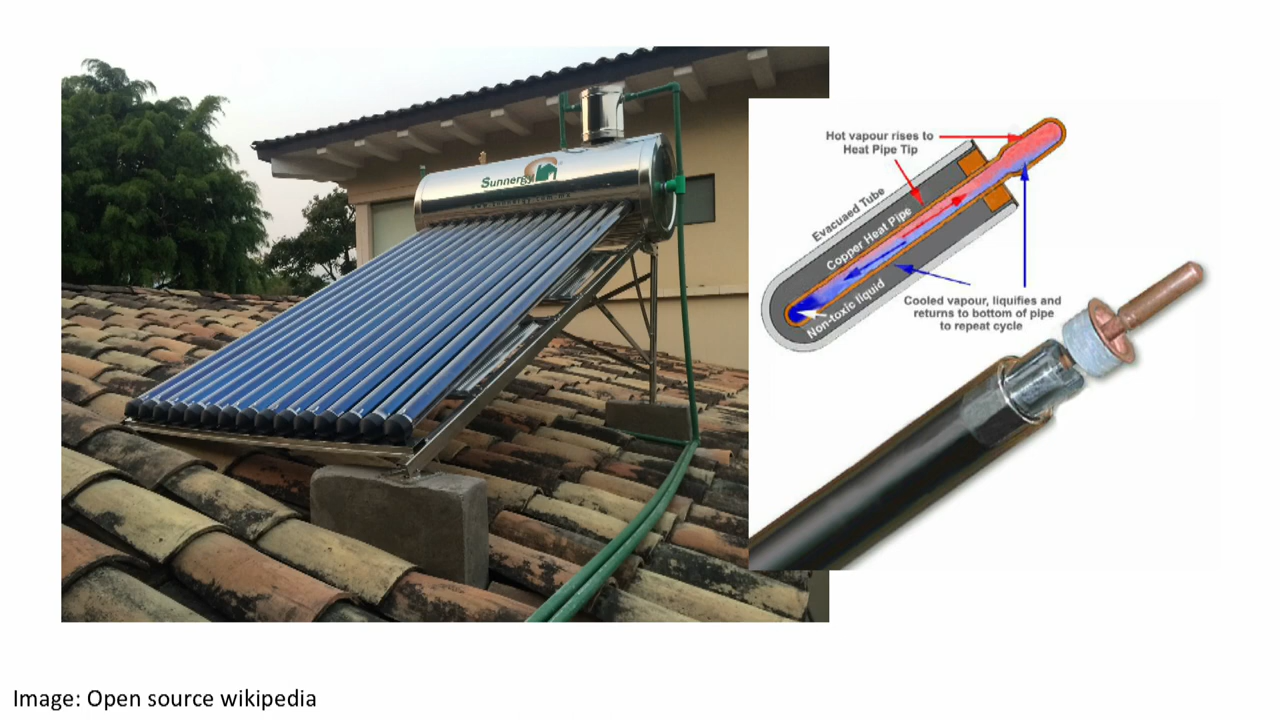 Sunnergy
Hot vapour rises to
Heat Pipe Tip
Evacuaed Tube
Copper Heat Pipe
Non-toxic liquid
Cooled vapour, liquifies and
returns to bottom of pipe
to repeat cycle
Image: Open source wikipedia